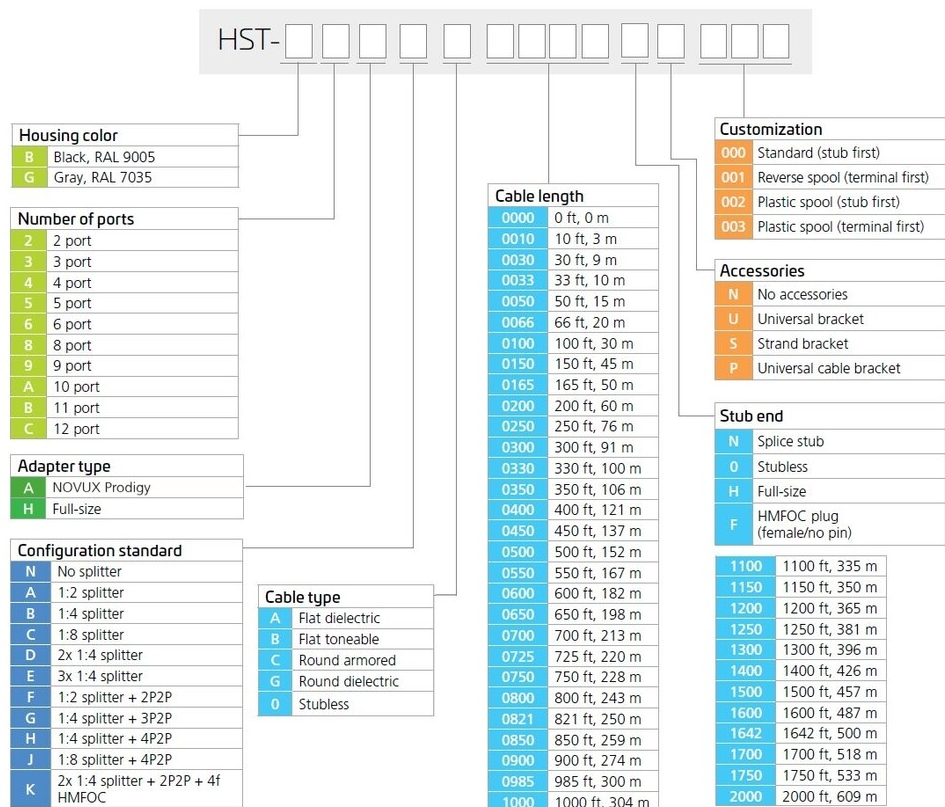 HST-
Housing color
B Black, RAL 9005
G Gray, RAL 7035
Number of ports
2 2 port
3 3 port
4 4 port
5 5 port
6 6 port
8 8 port
9 9 port
A 10 port
B 11 port
C 12 port
Adapter type
A NOVUX Prodigy
H Full-size
Configuration standard
N No splitter
A 1:2 splitter
B 1:4 splitter
C 1:8 splitter
D 2x 1:4 splitter
E 3x 1:4 splitter
F 1:2 splitter + 2P2P
G 1:4 splitter + 3P2P
H 1:4 splitter + 4P2P
J 1:8 splitter + 4P2P
K 2x 1:4 splitter + 2P2P + 4f
HMFOC
Cable type
A Flat dielectric
B Flat toneable
C Round armored
G Round dielectric
0 Stubless
Cable length
0000 0 ft, 0 m
0010 10 ft, 3 m
0030 30 ft, 9 m
0033 33 ft, 10 m
0050 50 ft, 15 m
0066 66 ft, 20 m
0100 100 ft, 30 m
0150 150 ft, 45 m
0165 165 ft, 50 m
0200 200 ft, 60 m
0250 250 ft, 76 m
0300 300 ft, 91 m
0330 330 ft, 100 m
0350 350 ft, 106 m
0400 400 ft, 121 m
0450 450 ft, 137 m
0500 500 ft, 152 m
0550 550 ft, 167 m
0600 600 ft, 182 m
0650 650 ft, 198 m
0700 700 ft, 213 m
0725 725 ft, 220 m
0750 750 ft, 228 m
0800 800 ft, 243 m
0821 821 ft, 250 m
0850 850 ft, 259 m
0900 900 ft, 274 m
0985 985 ft, 300 m
1000 1000 ft, 304 m
Customization
000 Standard (stub first)
001 Reverse spool (terminal first)
002 Plastic spool (stub first)
003 Plastic spool (terminal first)
Accessories
N No accessories
U Universal bracket
S Strand bracket
P Universal cable bracket
Stub end
N Splice stub
0 Stubless
H Full-size
F HMFOC plug
(female/no pin)
1100 1100 ft, 335 m
1150 1150 ft, 350 m
1200 1200 ft, 365 m
1250 1250 ft, 381 m
1300 1300 ft, 396 m
1400 1400 ft, 426 m
1500 1500 ft, 457 m
1600 1600 ft, 487 m
1642 1642 ft, 500 m
1700 1700 ft, 518 m
1750 1750 ft, 533 m
2000 2000 ft, 609 m